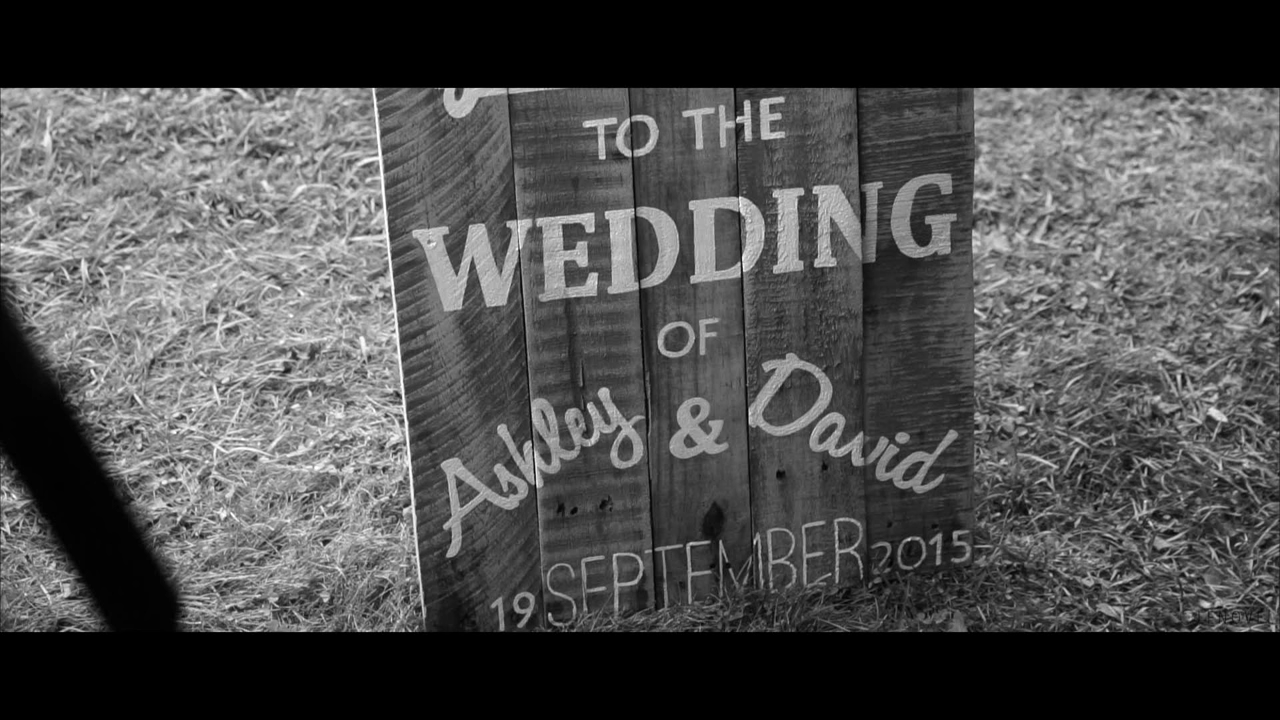 TO THE
WEDDING
OF
Ashley & David
19 SEPTEMBER 2015